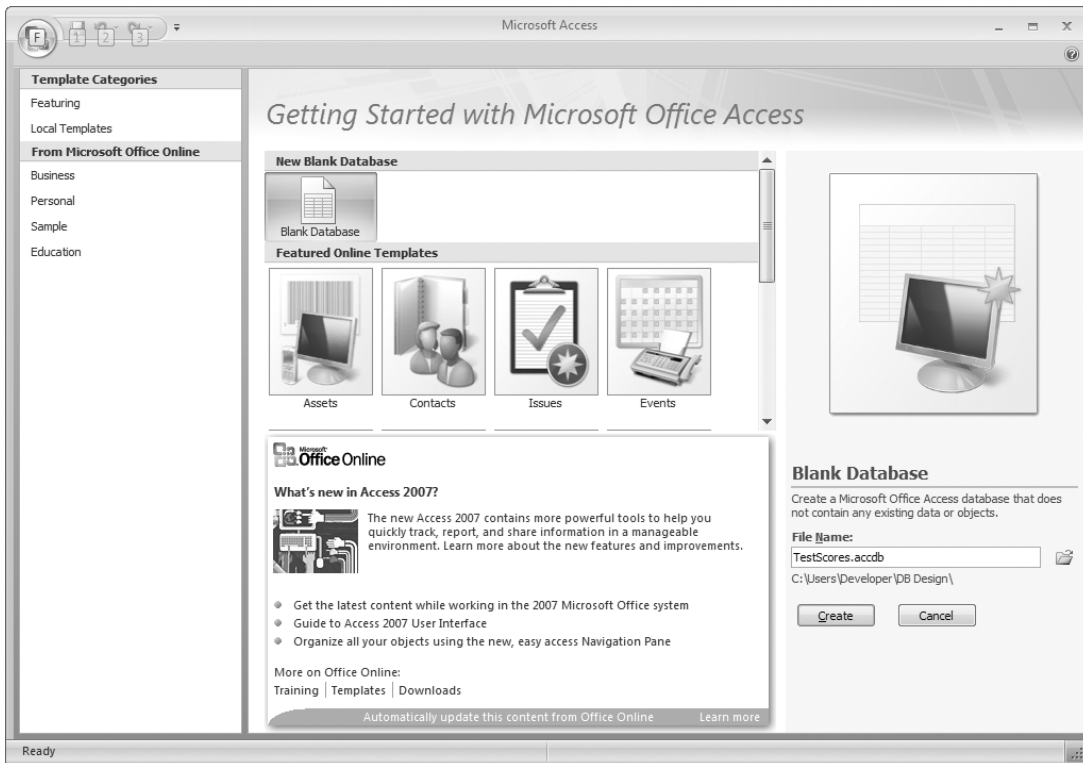 Microsoft Access
F
1
2
3
Template Categories
Featuring
Local Templates
From Microsoft Office Online
Business
Personal
Sample
Education
Getting Started with Microsoft Office Access
New Blank Database
Blank Database
Featured Online Templates
Assets
Contacts
Issues
Events
Microsoft
Office Online
What's new in Access 2007?
The new Access 2007 contains more powerful tools to help you
quickly track, report, and share information in a manageable
environment. Learn more about the new features and improvements.
Get the latest content while working in the 2007 Microsoft Office system
Guide to Access 2007 User Interface
Organize all your objects using the new, easy access Navigation Pane
More on Office Online:
Training | Templates | Downloads
Automatically update this content from Office Online Learn more
Blank Database
Create a Microsoft Office Access database that does
not contain any existing data or objects.
File Name:
TestScores.accdb
C:\Users\Developer\DB Design\
Create Cancel
Ready